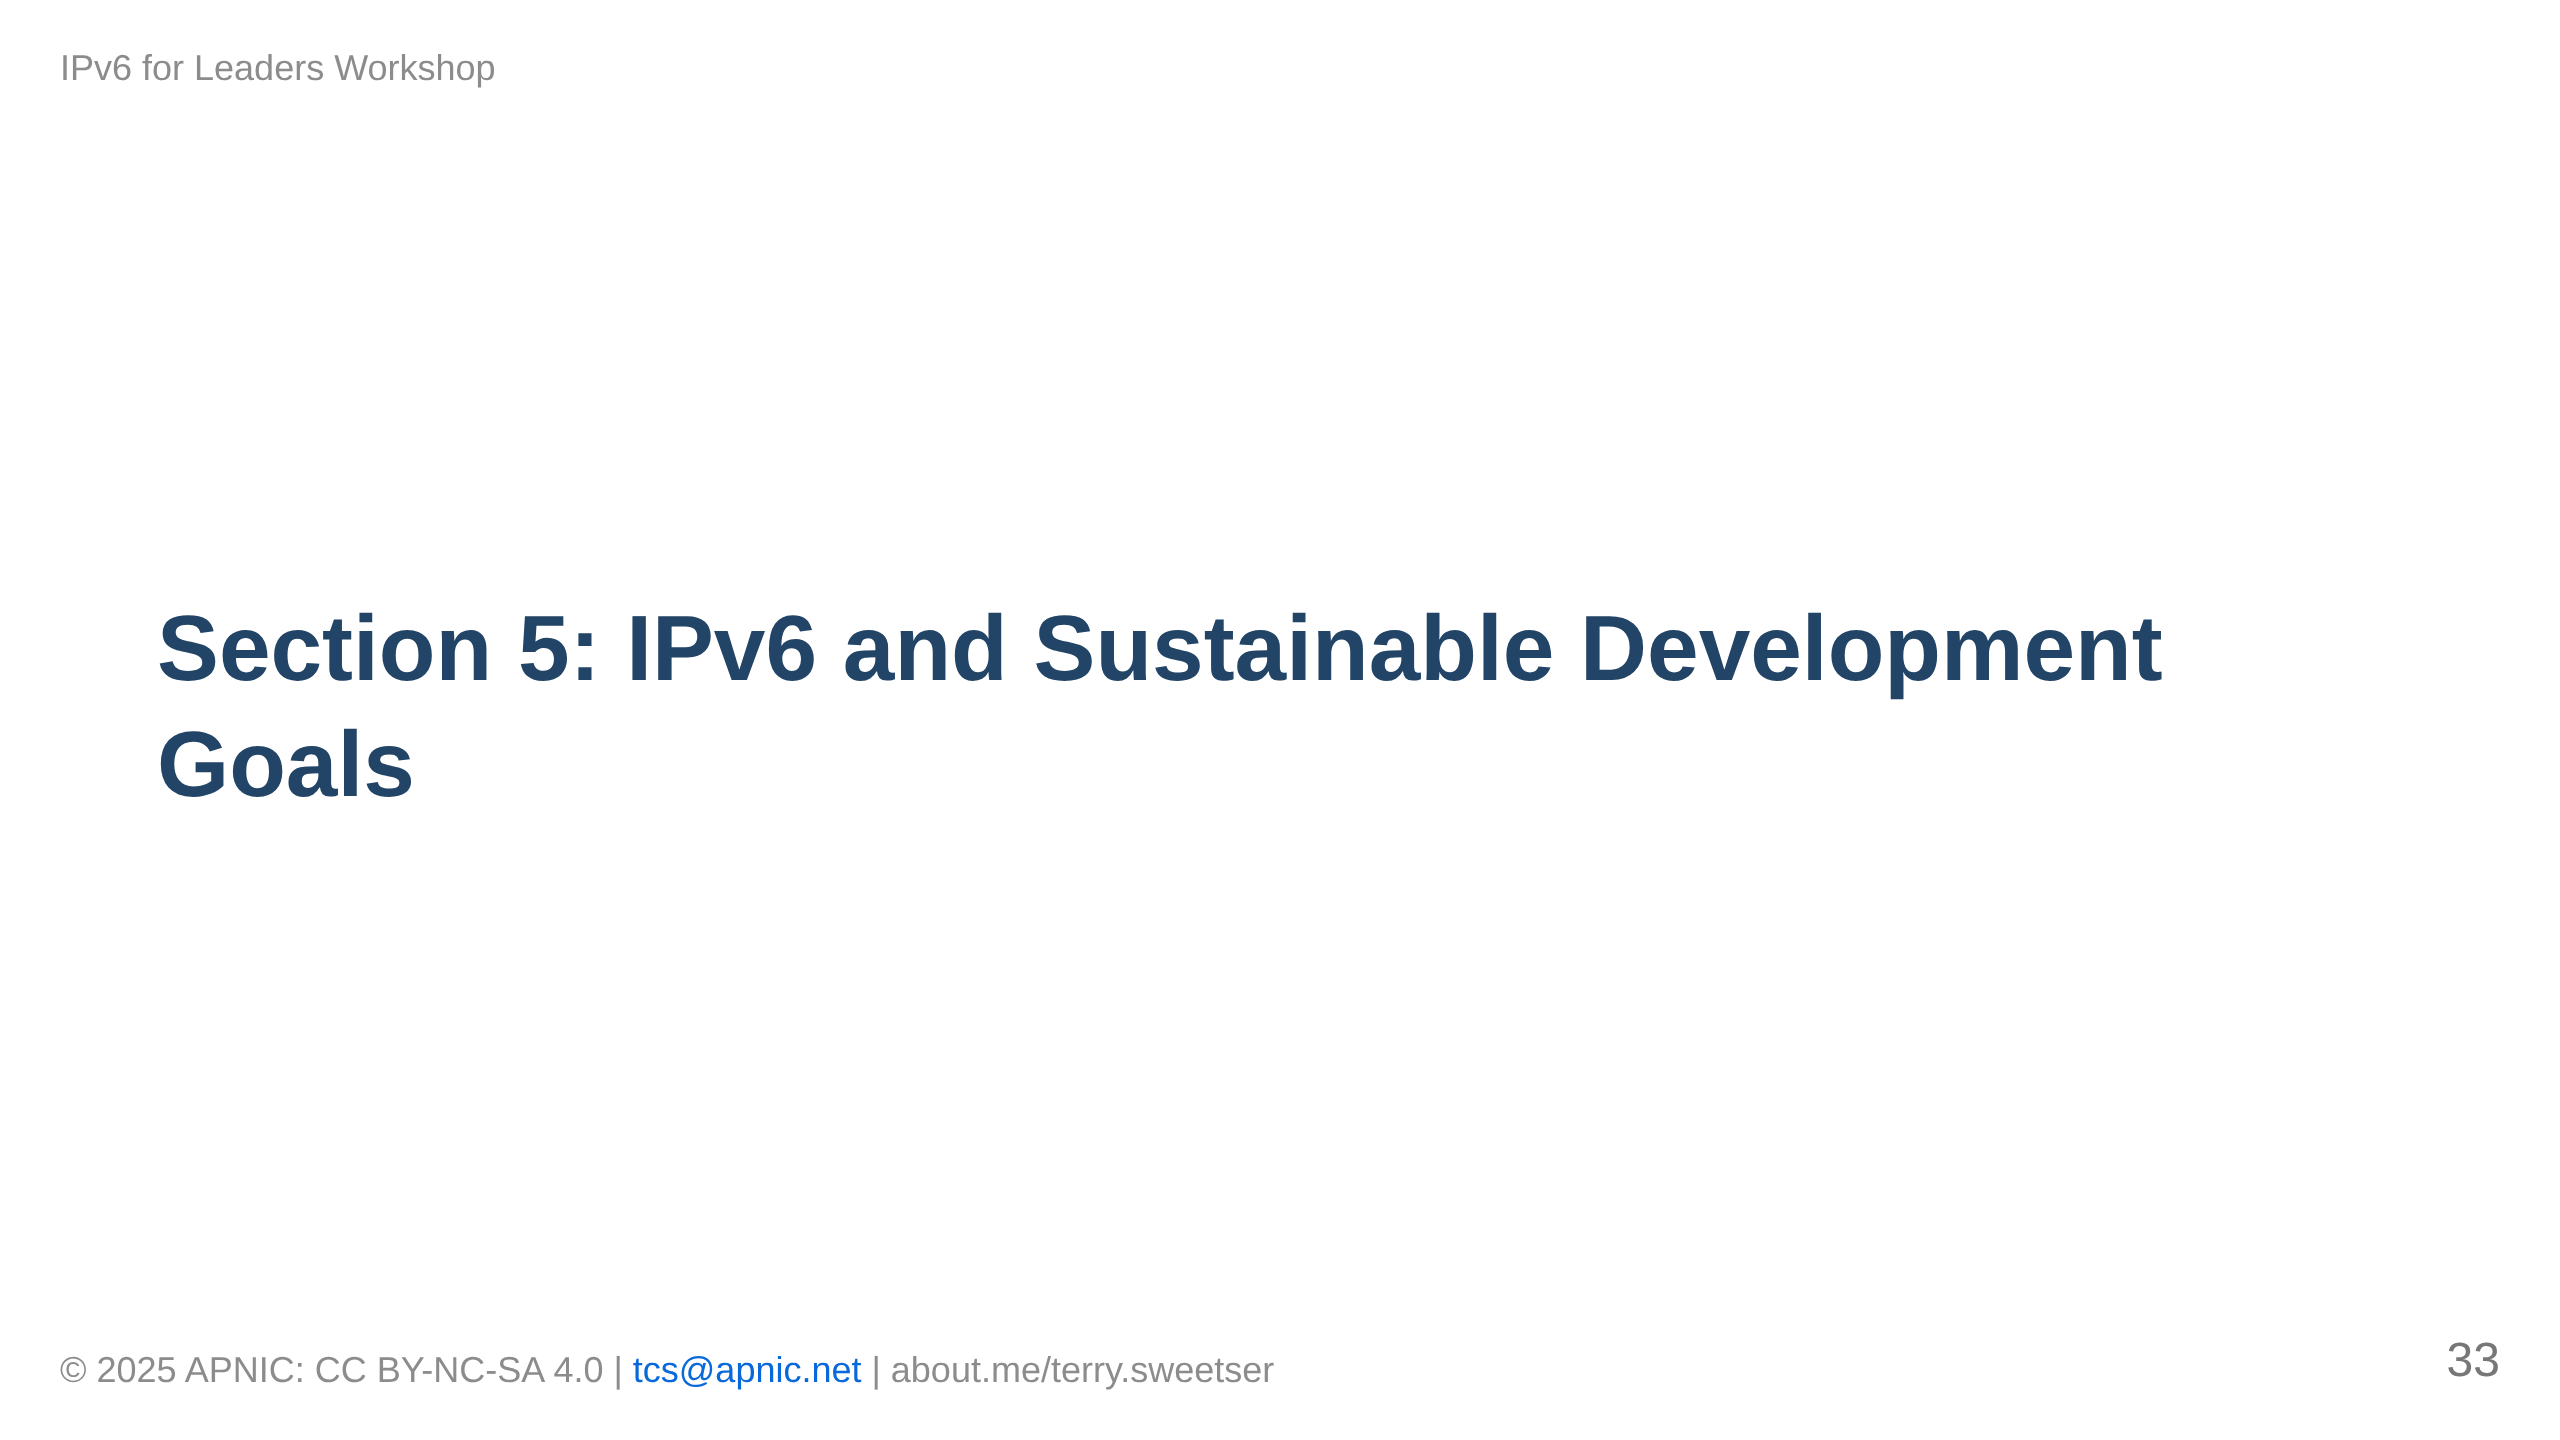 IPv6 for Leaders Workshop
Section 5: IPv6 and Sustainable Development
Goals
© 2025 APNIC: CC BY-NC-SA 4.0 | tcs@apnic.net | about.me/terry.sweetser
33